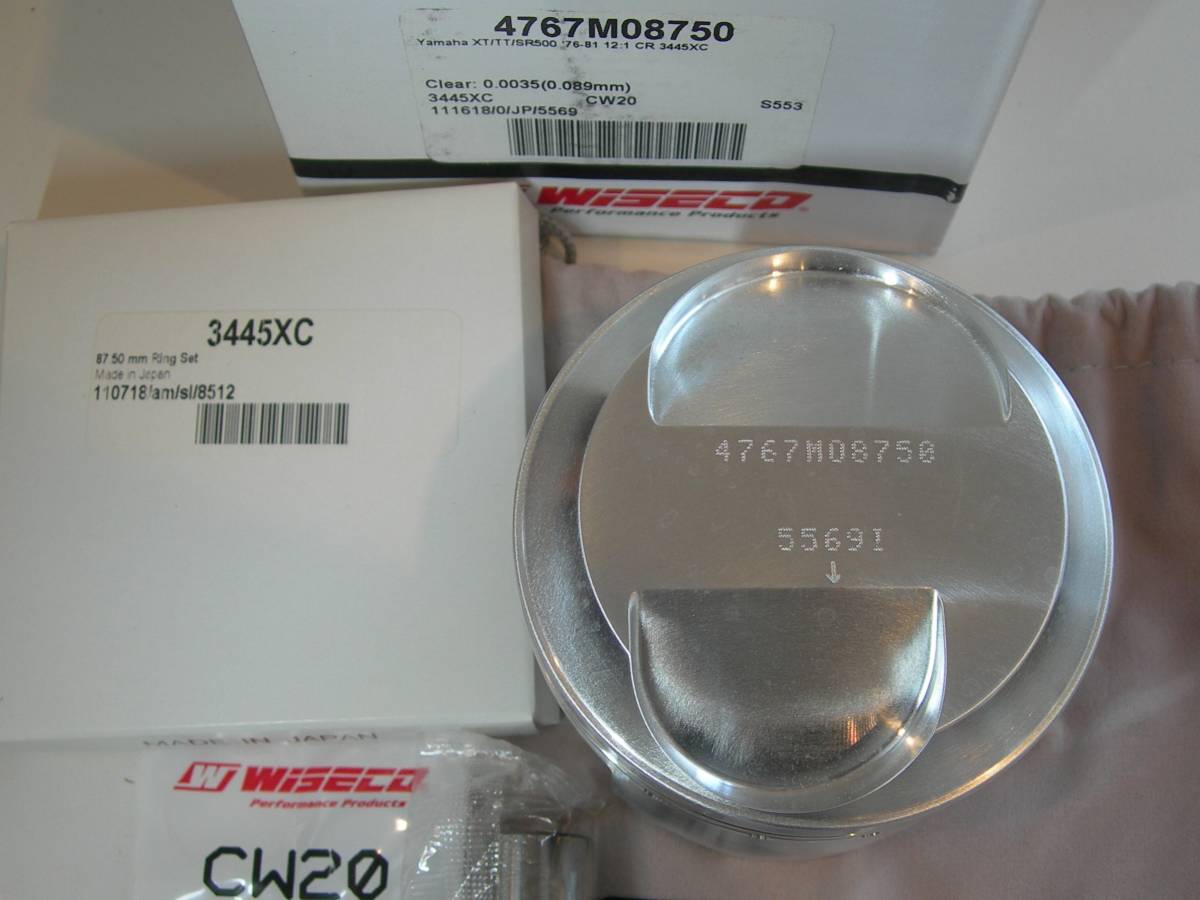 4767M08750
Yamaha XT/TT/SR500 '76-81 12:1 CR 3445XC
Clear: 0.0035(0.089mm)
3445XC CW20 S553
111618/0/JP/5569
WISECO
Performance Products
3445XC
87.50 mm Ring Set
Made in Japan
110718/am/sl/8512
4767M08750
5569I
↓
MADE IN JAPAN
W WISECO
Performance Products
CW20